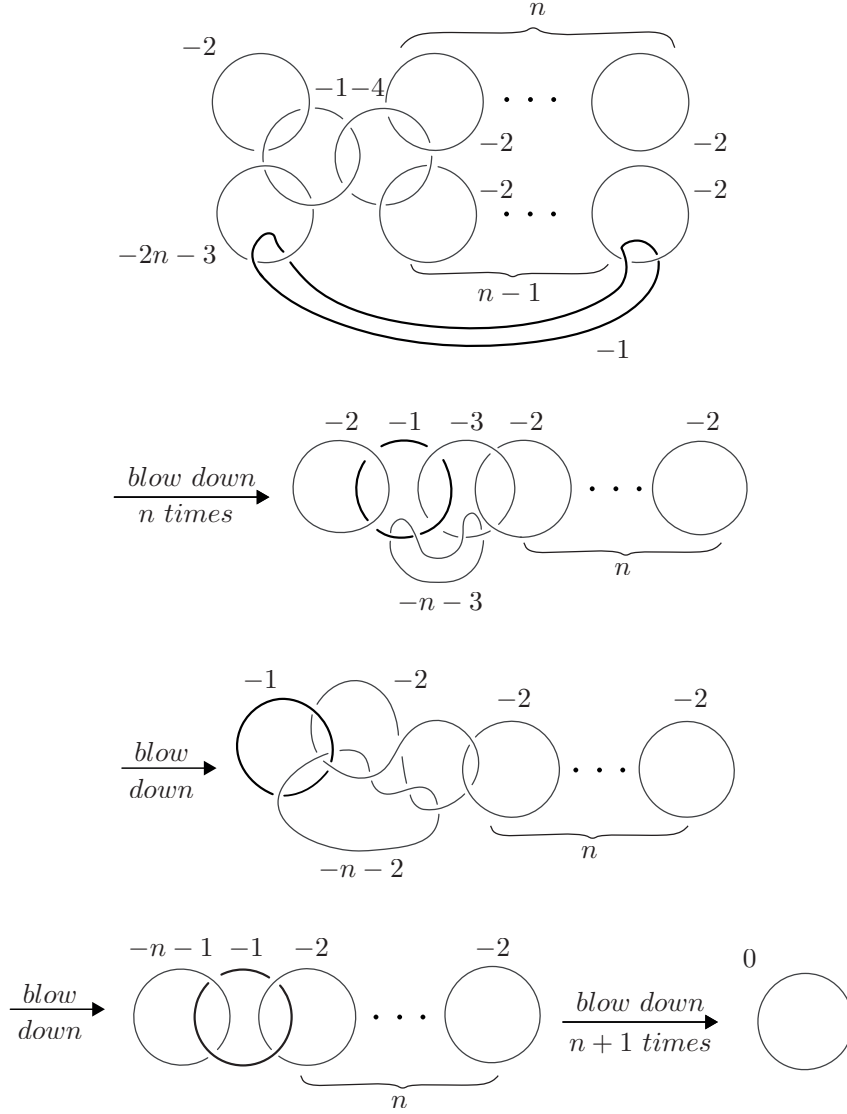 n
−2
−1 −4
· · ·
−2 −2
−2 −2
· · ·
−2n − 3
n − 1
−1
−2 −1 −3 −2 −2
blow down
n times
· · ·
n
−n − 3
−1 −2 −2 −2
blow
down
· · ·
n
−n − 2
−n − 1 −1 −2 −2 0
blow
down
· · ·
blow down
n + 1 times
n